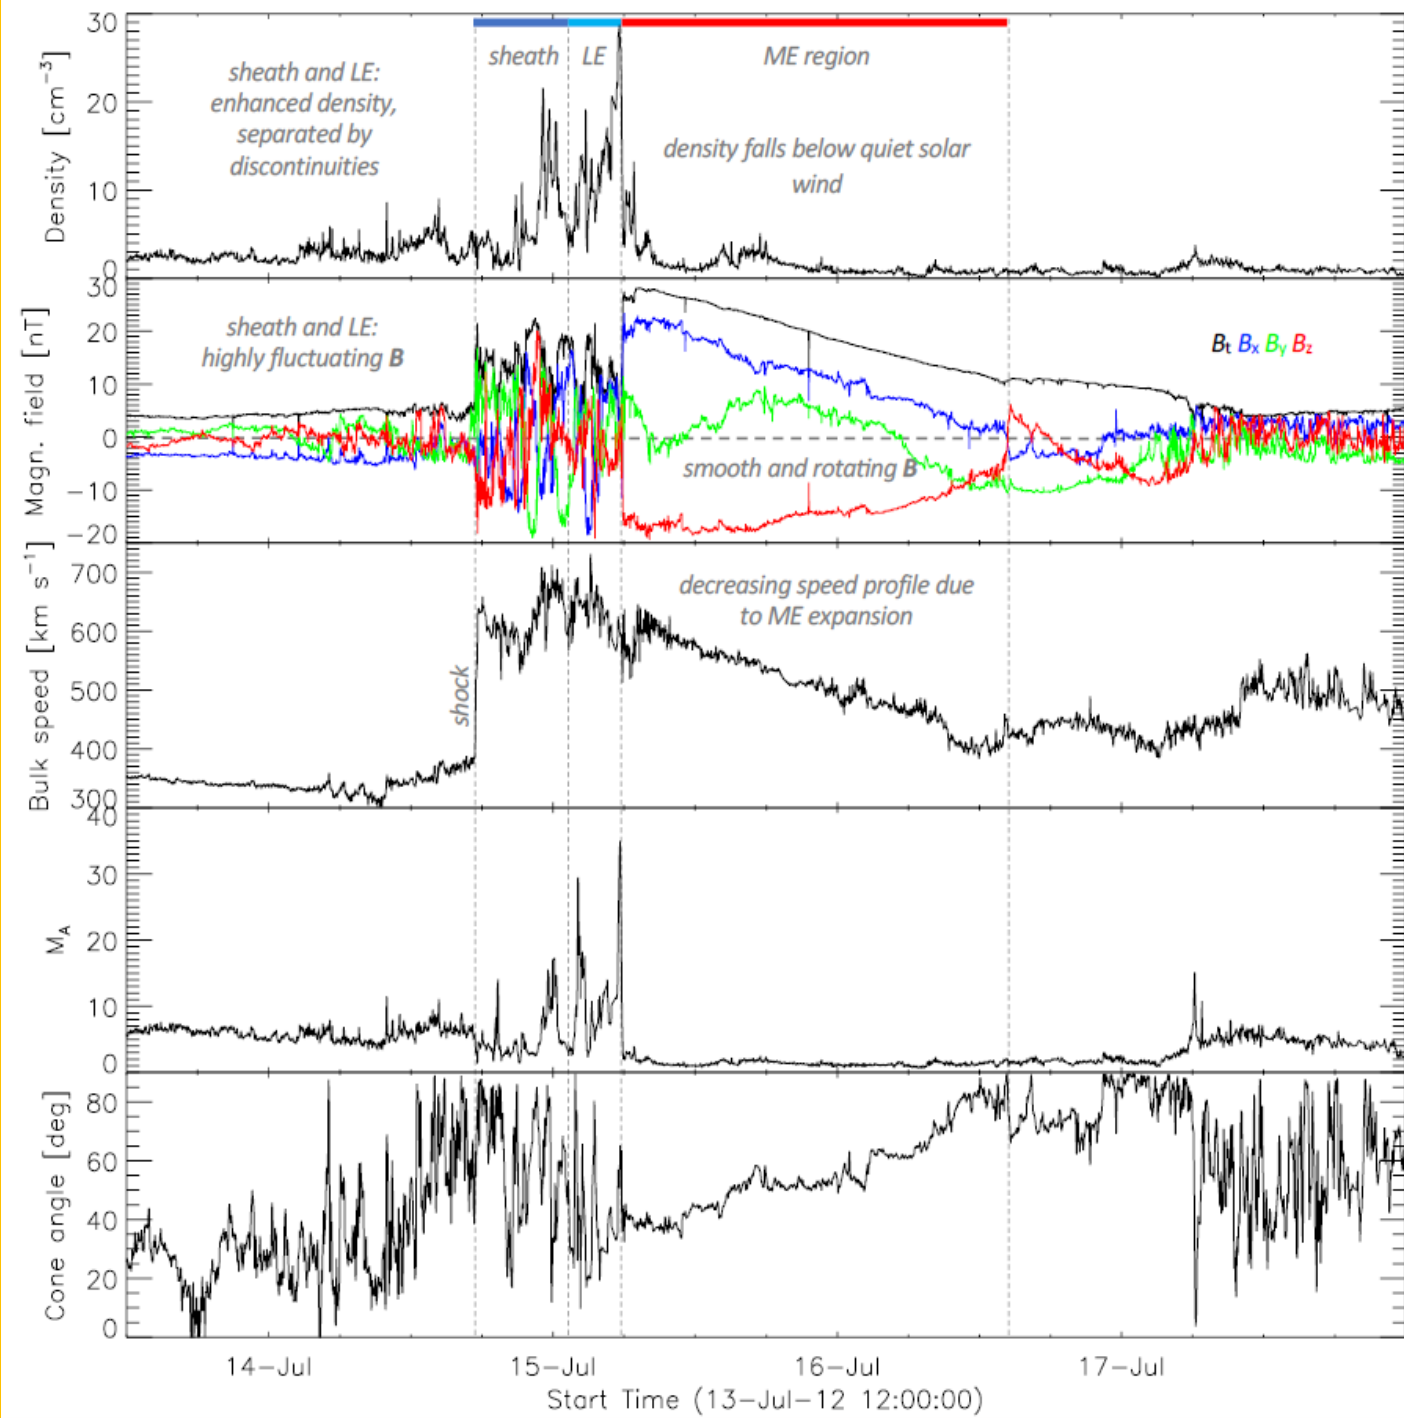 30
20
10
0
Density [cm⁻³]
sheath and LE:
enhanced density,
separated by
discontinuities
sheath
LE
ME region
density falls below quiet solar
wind
30
20
10
0
−10
−20
Magn. field [nT]
sheath and LE:
highly fluctuating B
smooth and rotating B
Bt Bx By Bz
700
600
500
400
300
Bulk speed [km s⁻¹]
shock
decreasing speed profile due
to ME expansion
40
30
20
10
0
M_A
80
60
40
20
0
Cone angle [deg]
14−Jul 15−Jul 16−Jul 17−Jul
Start Time (13−Jul−12 12:00:00)